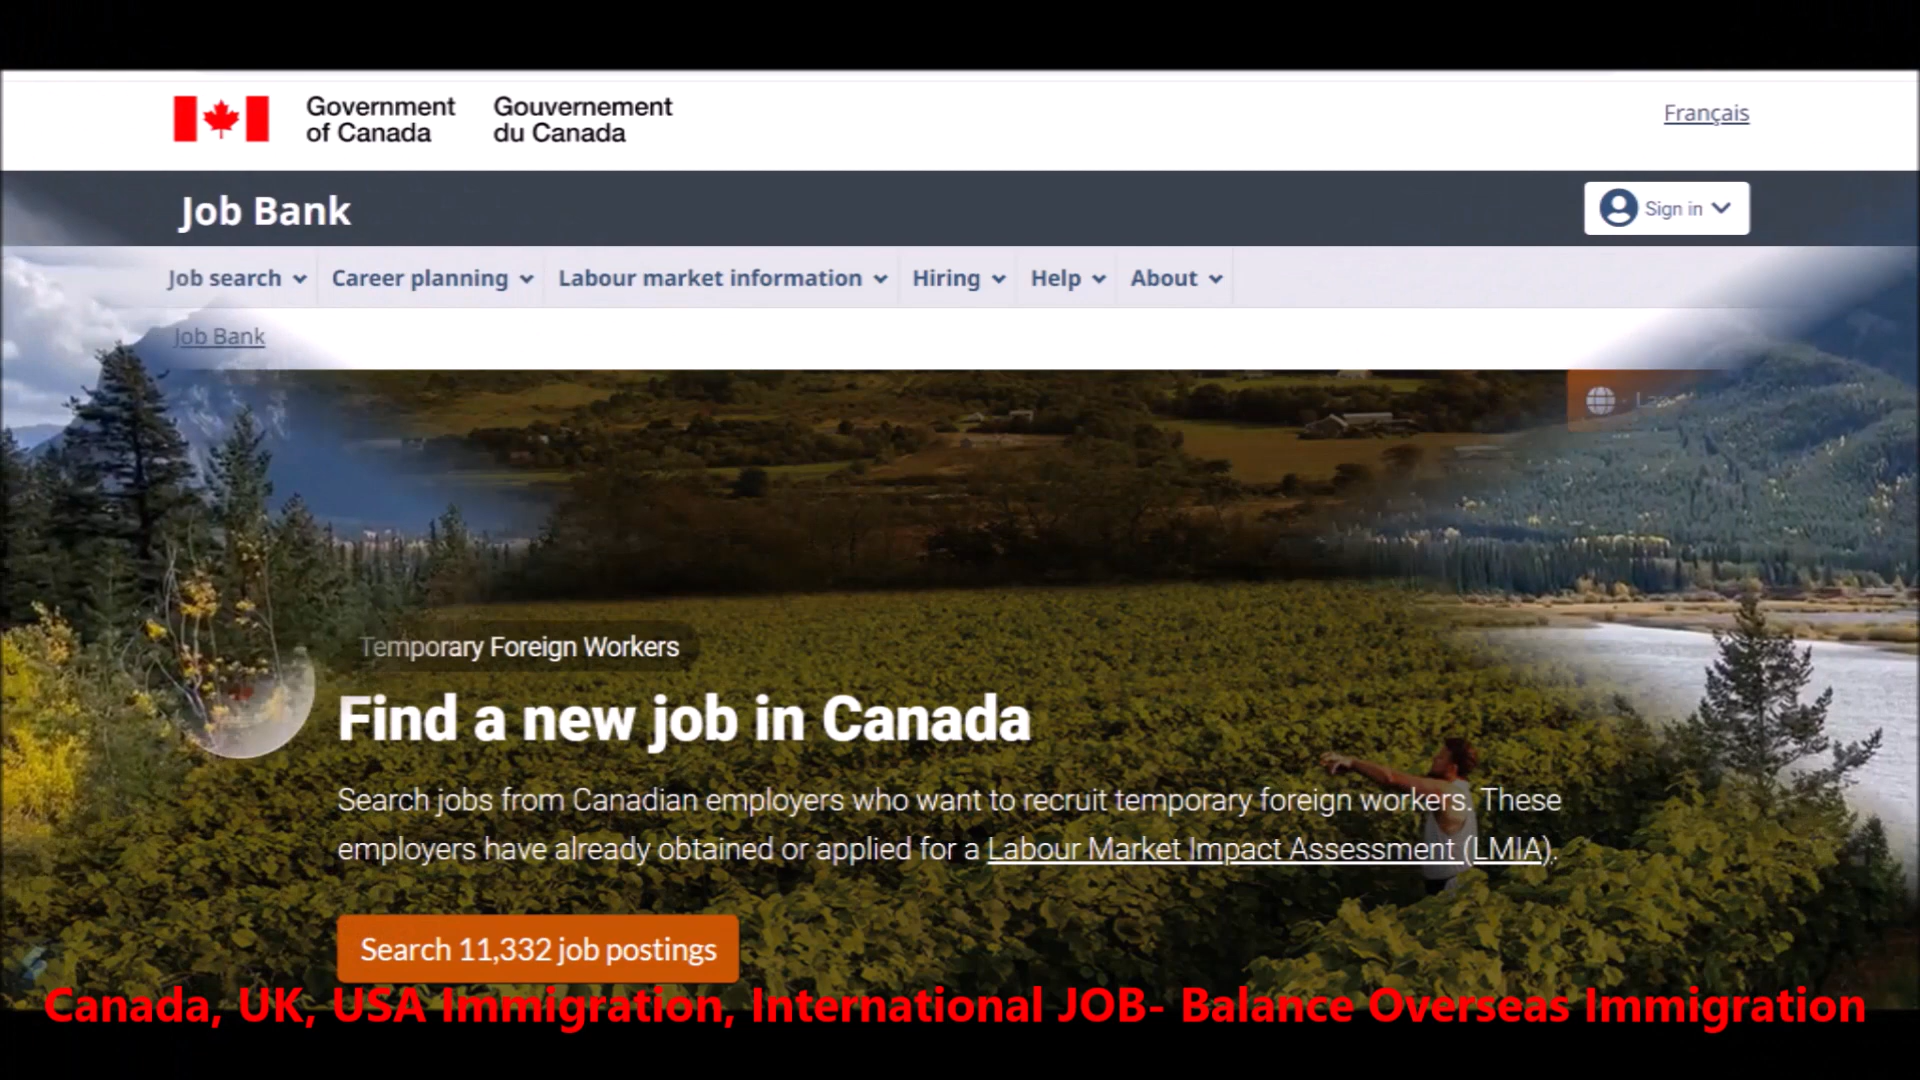 Government of Canada
Gouvernement du Canada
Français
Job Bank
Sign in
Job search
Career planning
Labour market information
Hiring
Help
About
Job Bank
Temporary Foreign Workers
Find a new job in Canada
Search jobs from Canadian employers who want to recruit temporary foreign workers. These
employers have already obtained or applied for a Labour Market Impact Assessment (LMIA).
Search 11,332 job postings
Canada, UK, USA Immigration, International JOB- Balance Overseas Immigration